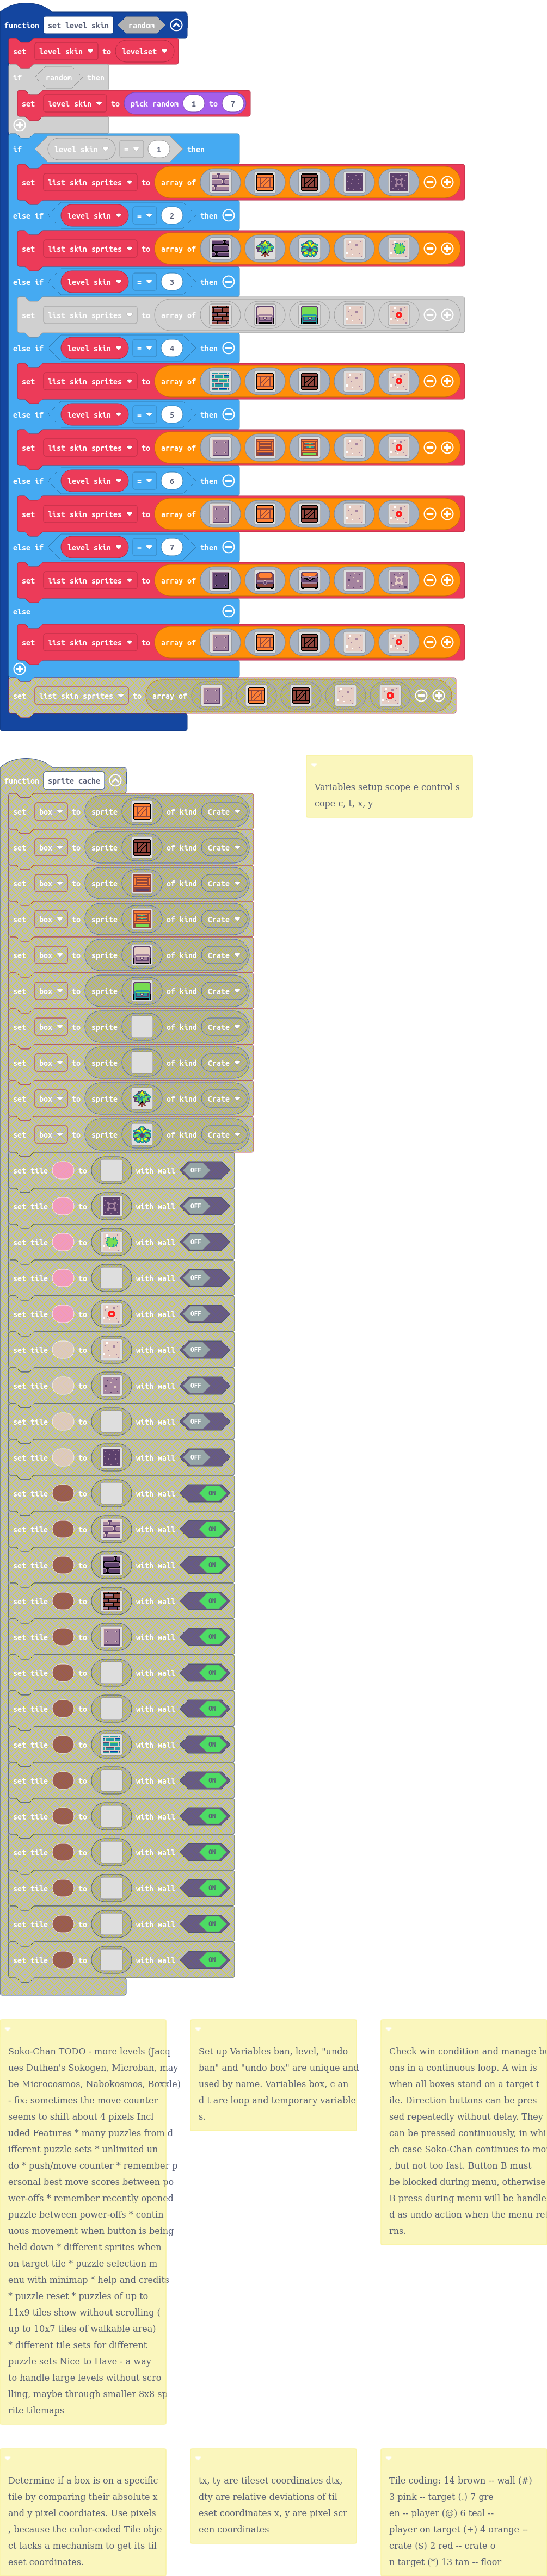 function set level skin random
set level skin to levelset
if random then
set level skin to pick random 1 to 7
if level skin = 1 then
set list skin sprites to array of
else if level skin = 2 then
set list skin sprites to array of
else if level skin = 3 then
set list skin sprites to array of
else if level skin = 4 then
set list skin sprites to array of
else if level skin = 5 then
set list skin sprites to array of
else if level skin = 6 then
set list skin sprites to array of
else if level skin = 7 then
set list skin sprites to array of
else
set list skin sprites to array of
set list skin sprites to array of
function sprite cache
set box to sprite of kind Crate
set box to sprite of kind Crate
set box to sprite of kind Crate
set box to sprite of kind Crate
set box to sprite of kind Crate
set box to sprite of kind Crate
set box to sprite of kind Crate
set box to sprite of kind Crate
set box to sprite of kind Crate
set box to sprite of kind Crate
set tile to with wall OFF
set tile to with wall OFF
set tile to with wall OFF
set tile to with wall OFF
set tile to with wall OFF
set tile to with wall OFF
set tile to with wall OFF
set tile to with wall OFF
set tile to with wall OFF
set tile to with wall ON
set tile to with wall ON
set tile to with wall ON
set tile to with wall ON
set tile to with wall ON
set tile to with wall ON
set tile to with wall ON
set tile to with wall ON
set tile to with wall ON
set tile to with wall ON
set tile to with wall ON
set tile to with wall ON
set tile to with wall ON
set tile to with wall ON
Variables setup scope e control s
cope c, t, x, y
Soko-Chan TODO - more levels (Jacq
ues Duthen's Sokogen, Microban, may
be Microcosmos, Nabokosmos, Boxxle)
- fix: sometimes the move counter
seems to shift about 4 pixels Incl
uded Features * many puzzles from d
ifferent puzzle sets * unlimited un
do * push/move counter * remember p
ersonal best move scores between po
wer-offs * remember recently opened
puzzle between power-offs * contin
uous movement when button is being
held down * different sprites when
on target tile * puzzle selection m
enu with minimap * help and credits
* puzzle reset * puzzles of up to
11x9 tiles show without scrolling (
up to 10x7 tiles of walkable area)
* different tile sets for different
puzzle sets Nice to Have - a way
to handle large levels without scro
lling, maybe through smaller 8x8 sp
rite tilemaps
Set up Variables ban, level, "undo
ban" and "undo box" are unique and
used by name. Variables box, c an
d t are loop and temporary variable
s.
Check win condition and manage bu
ons in a continuous loop. A win is
when all boxes stand on a target t
ile. Direction buttons can be pres
sed repeatedly without delay. They
can be pressed continuously, in whi
ch case Soko-Chan continues to mo
, but not too fast. Button B must
be blocked during menu, otherwise
B press during menu will be handle
d as undo action when the menu ret
rns.
Determine if a box is on a specific
tile by comparing their absolute x
and y pixel coordiates. Use pixels
, because the color-coded Tile obje
ct lacks a mechanism to get its til
eset coordinates.
tx, ty are tileset coordinates dtx,
dty are relative deviations of til
eset coordinates x, y are pixel scr
een coordinates
Tile coding: 14 brown -- wall (#)
3 pink -- target (.) 7 gre
en -- player (@) 6 teal --
player on target (+) 4 orange --
crate ($) 2 red -- crate o
n target (*) 13 tan -- floor